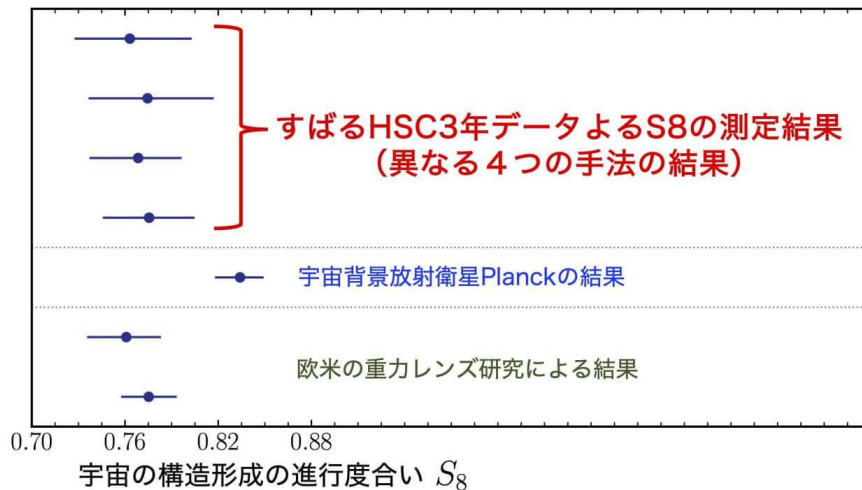 すばるHSC3年データよるS8の測定結果
（異なる４つの手法の結果）
宇宙背景放射衛星Planckの結果
欧米の重力レンズ研究による結果
0.70 0.76 0.82 0.88
宇宙の構造形成の進行度合い S8